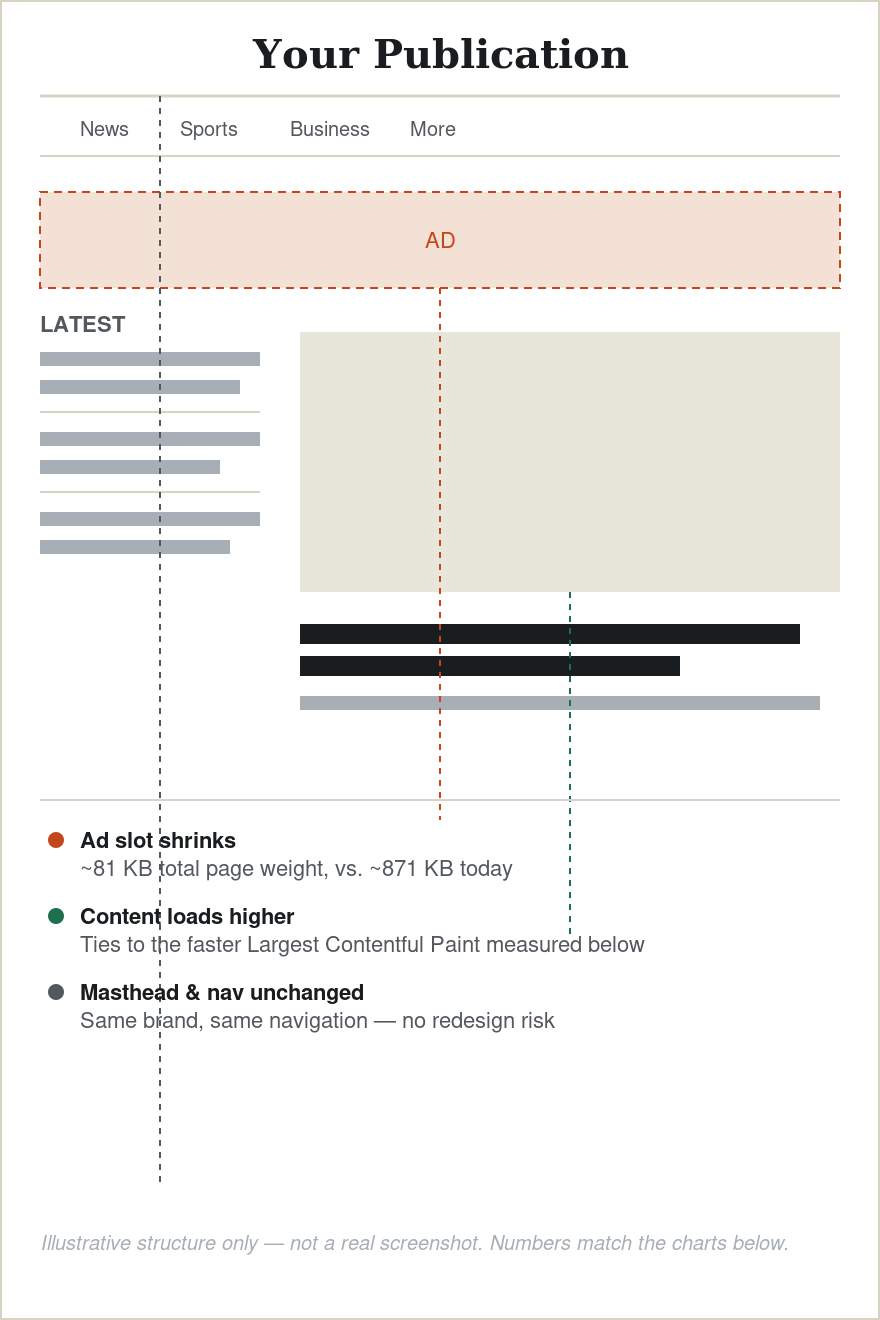 Your Publication
News Sports Business More
AD
LATEST
Ad slot shrinks
~81 KB total page weight, vs. ~871 KB today
Content loads higher
Ties to the faster Largest Contentful Paint measured below
Masthead & nav unchanged
Same brand, same navigation — no redesign risk
Illustrative structure only — not a real screenshot. Numbers match the charts below.